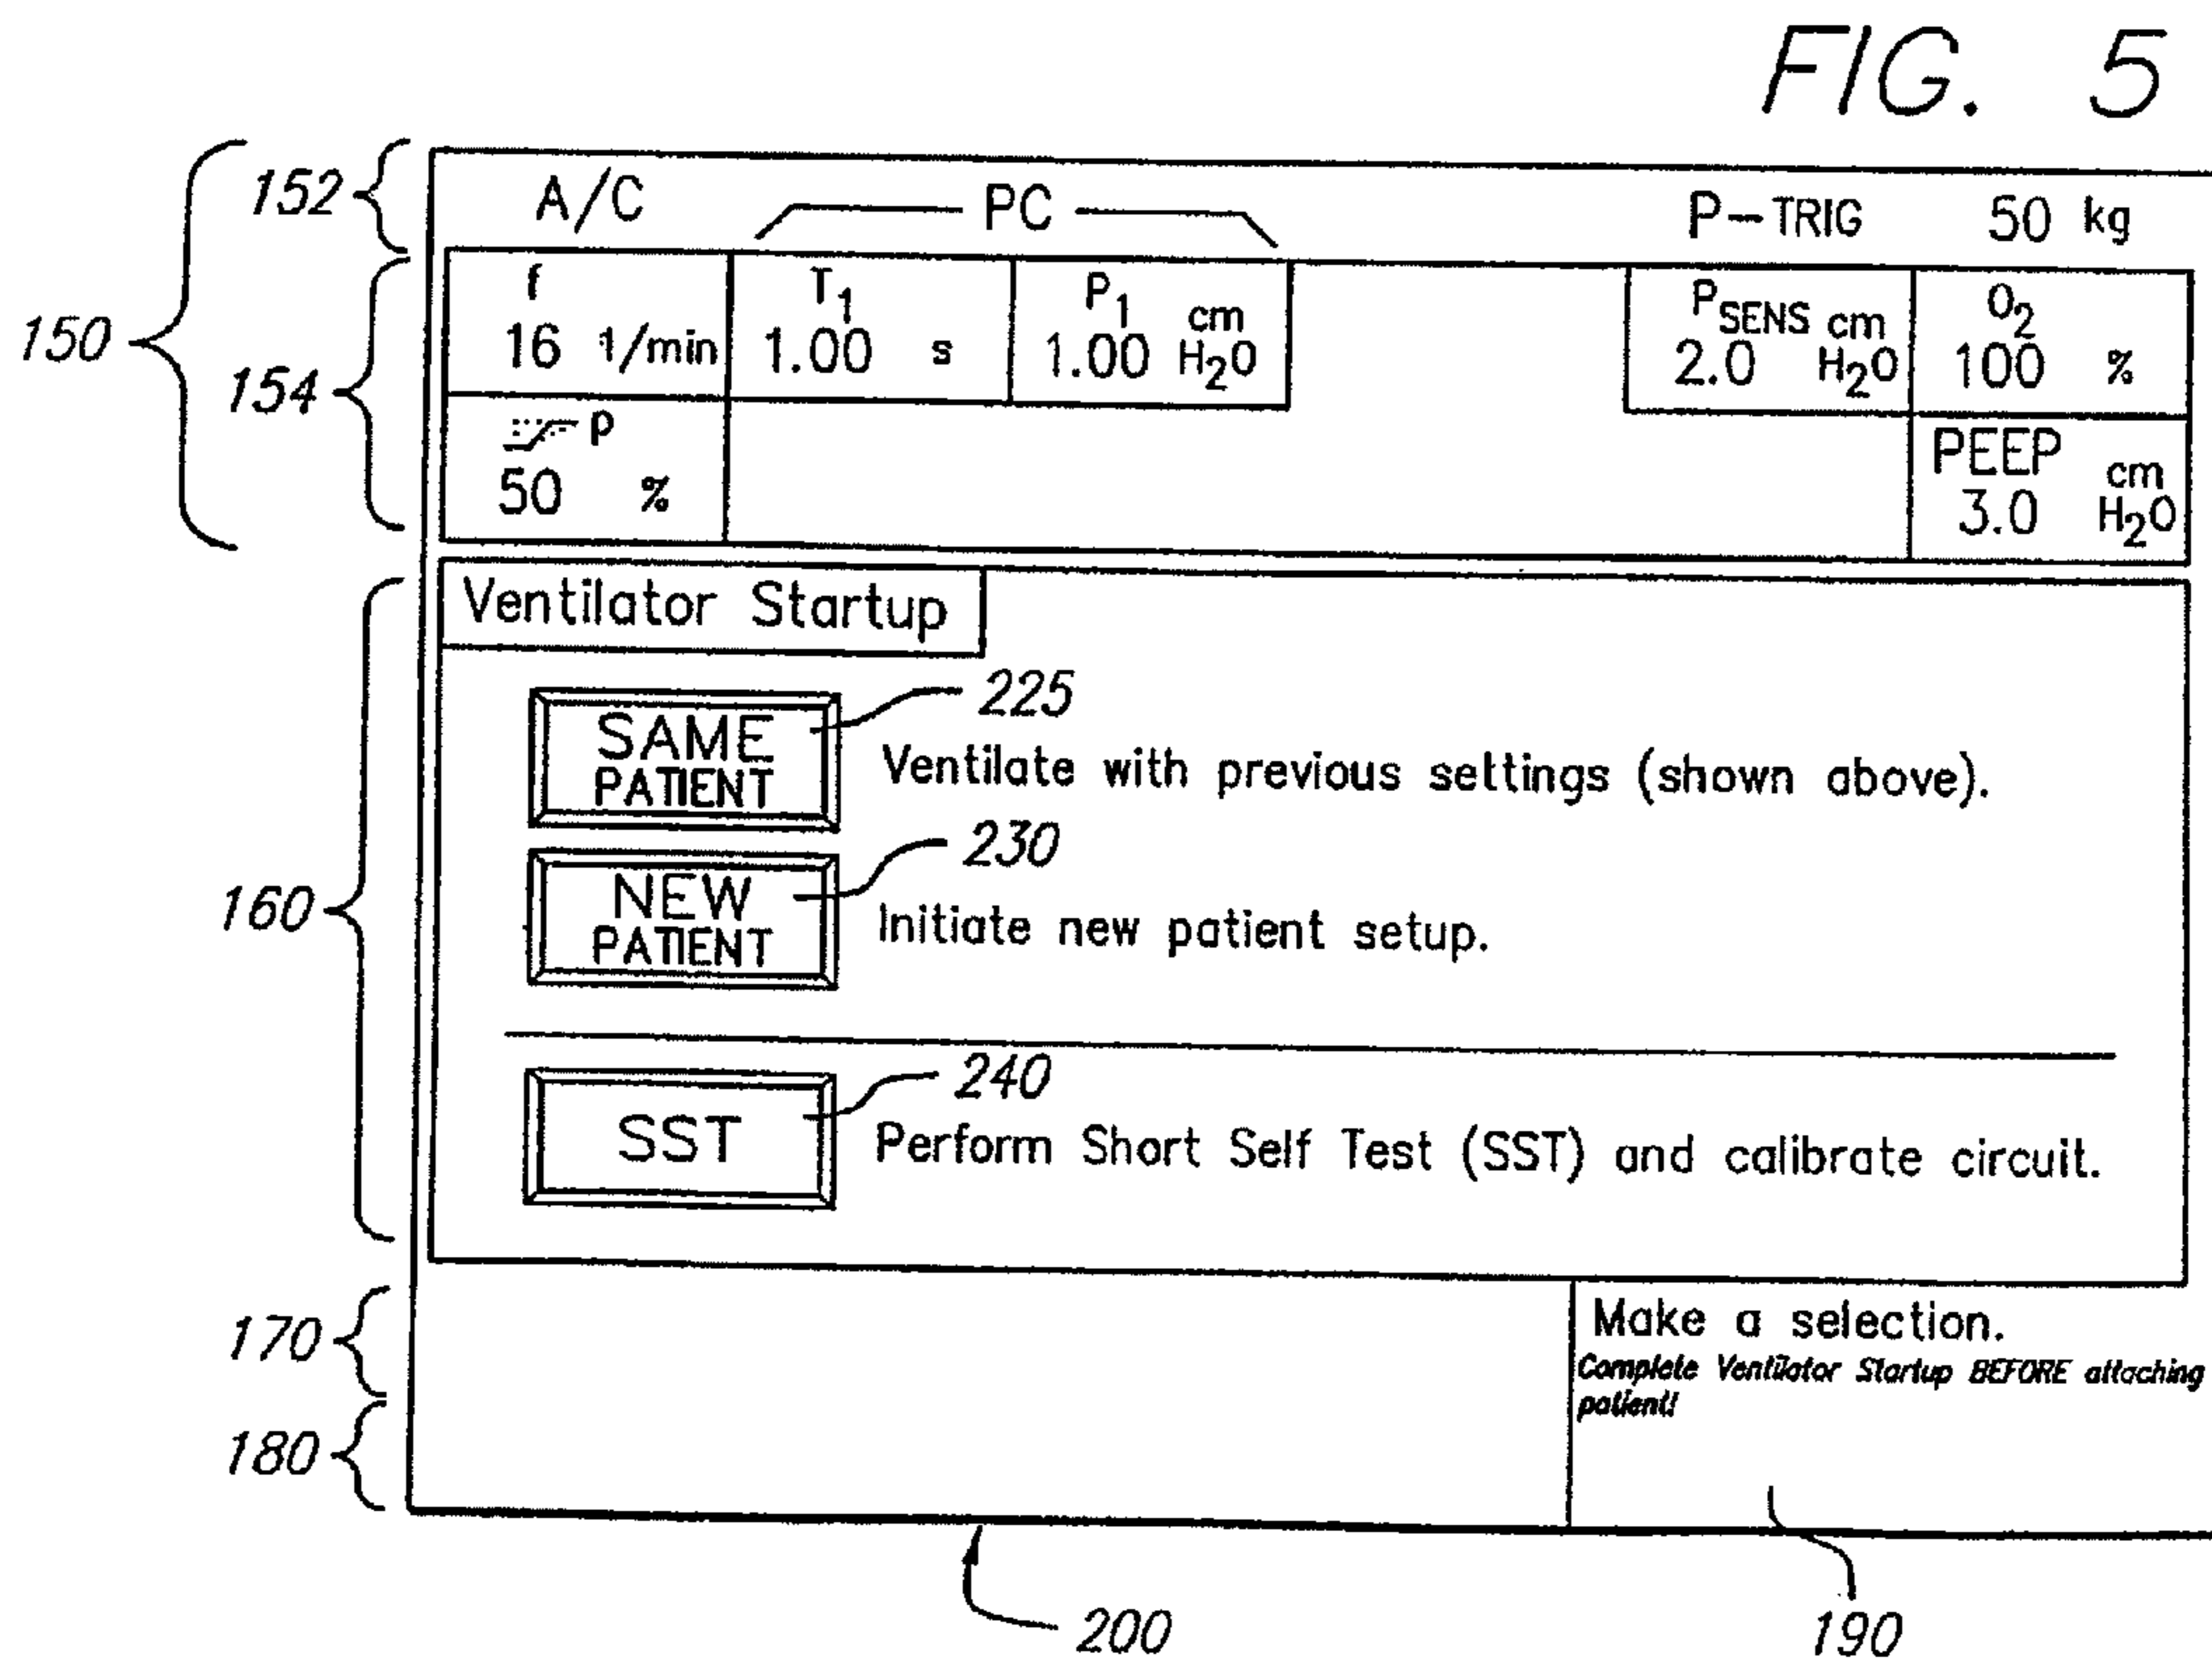 FIG. 5
150
152
A/C PC P-TRIG 50 kg
154
f
16 1/min
T1
1.00 s
P1 cm
1.00 H2O
PSENS cm
2.0 H2O
O2
100 %
P
50 %
PEEP cm
3.0 H2O
160
Ventilator Startup
225
SAME
PATIENT
Ventilate with previous settings (shown above).
230
NEW
PATIENT
Initiate new patient setup.
240
SST
Perform Short Self Test (SST) and calibrate circuit.
170
Make a selection.
Complete Ventilator Startup BEFORE attaching
patient!
180
200
190